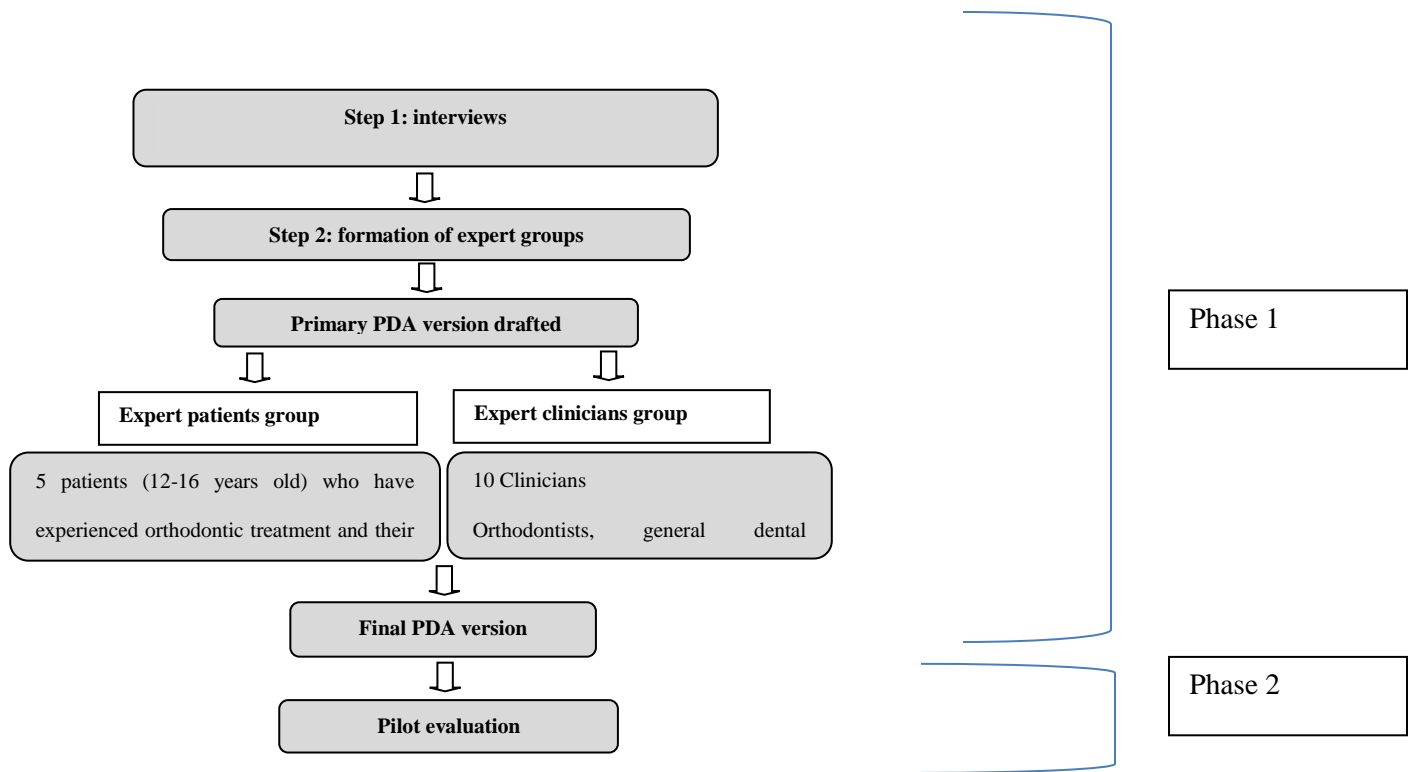 Step 1: interviews
Step 2: formation of expert groups
Primary PDA version drafted
Expert patients group
Expert clinicians group
5 patients (12-16 years old) who have
experienced orthodontic treatment and their
10 Clinicians
Orthodontists, general dental
Final PDA version
Pilot evaluation
Phase 1
Phase 2